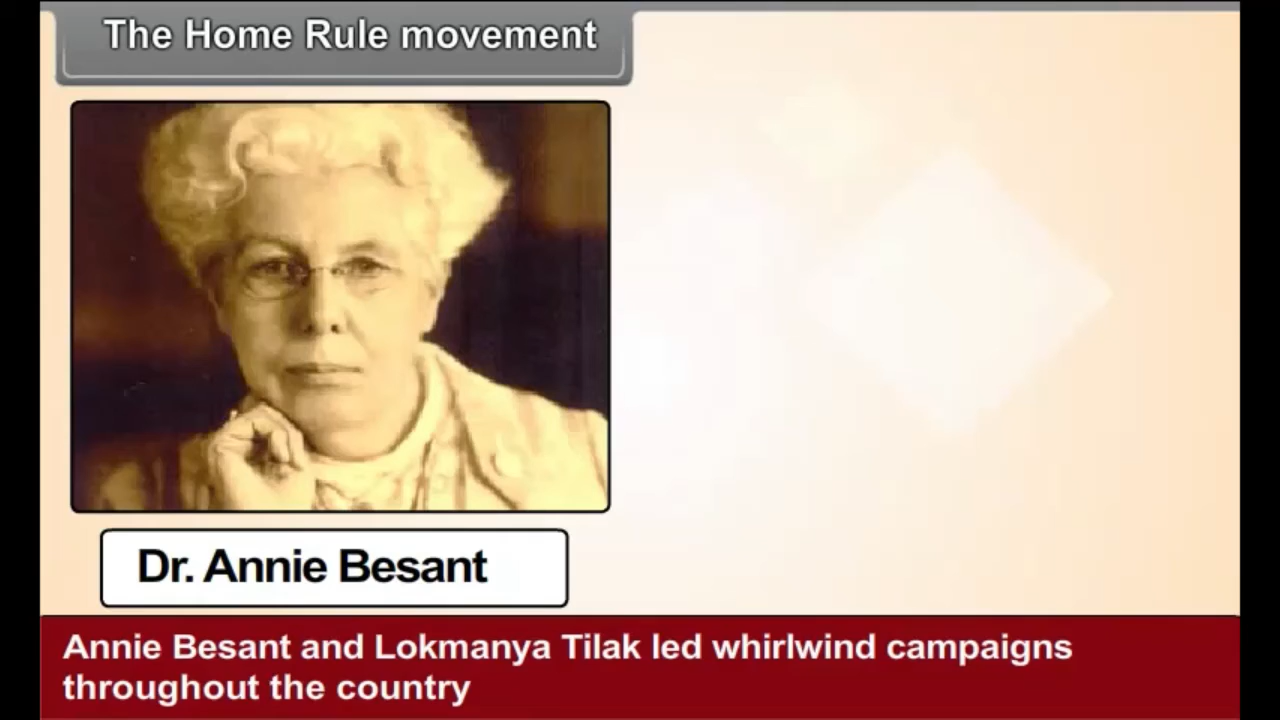 The Home Rule movement
Dr. Annie Besant
Annie Besant and Lokmanya Tilak led whirlwind campaigns
throughout the country